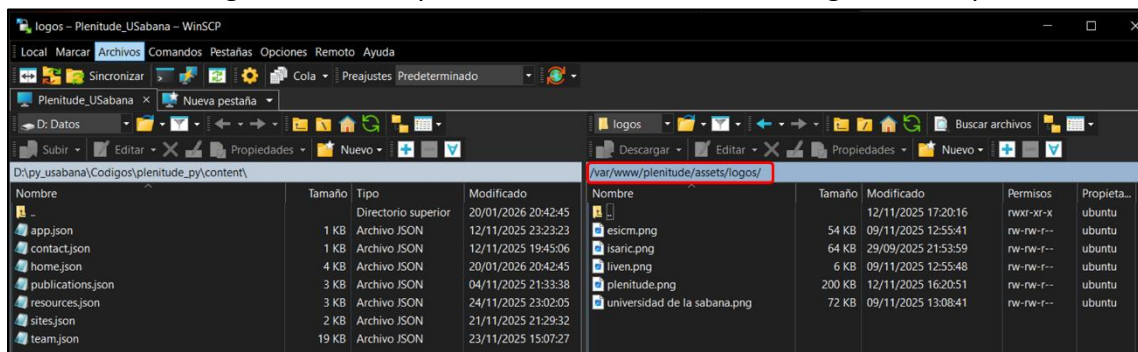 logos – Plenitude_USabana – WinSCP
Local Marcar Archivos Comandos Pestañas Opciones Remoto Ayuda
Sincronizar Cola Preajustes Predeterminado
Plenitude_USabana × Nueva pestaña
D: Datos
Subir Editar Propiedades Nuevo
D:\py_usabana\Codigos\plenitude_py\content\
Nombre Tamaño Tipo Modificado
.. Directorio superior 20/01/2026 20:42:45
app.json 1 KB Archivo JSON 12/11/2025 23:23:23
contact.json 1 KB Archivo JSON 12/11/2025 19:45:06
home.json 4 KB Archivo JSON 20/01/2026 20:42:45
publications.json 3 KB Archivo JSON 04/11/2025 21:33:38
resources.json 3 KB Archivo JSON 24/11/2025 23:02:05
sites.json 2 KB Archivo JSON 21/11/2025 21:29:32
team.json 19 KB Archivo JSON 23/11/2025 15:07:27
logos Buscar archivos
Descargar Editar Propiedades Nuevo
/var/www/plenitude/assets/logos/
Nombre Tamaño Modificado Permisos Propieta...
.. 12/11/2025 17:20:16 rwxr-xr-x ubuntu
esicm.png 54 KB 09/11/2025 12:55:41 rw-rw-r-- ubuntu
isaric.png 64 KB 29/09/2025 21:53:59 rw-rw-r-- ubuntu
liven.png 6 KB 09/11/2025 12:55:48 rw-rw-r-- ubuntu
plenitude.png 200 KB 12/11/2025 16:20:51 rw-rw-r-- ubuntu
universidad de la sabana.png 72 KB 09/11/2025 13:08:41 rw-rw-r-- ubuntu